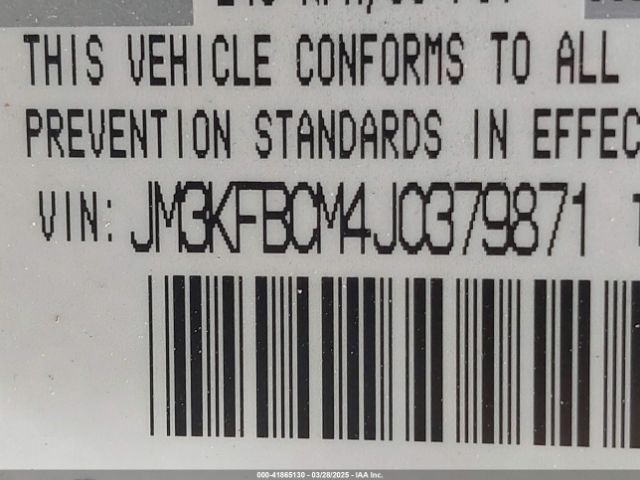 THIS VEHICLE CONFORMS TO ALL
PREVENTION STANDARDS IN EFFEC
VIN: JM3KFBCM4J0379871
000-41865130 - 03/28/2025 - IAA Inc.